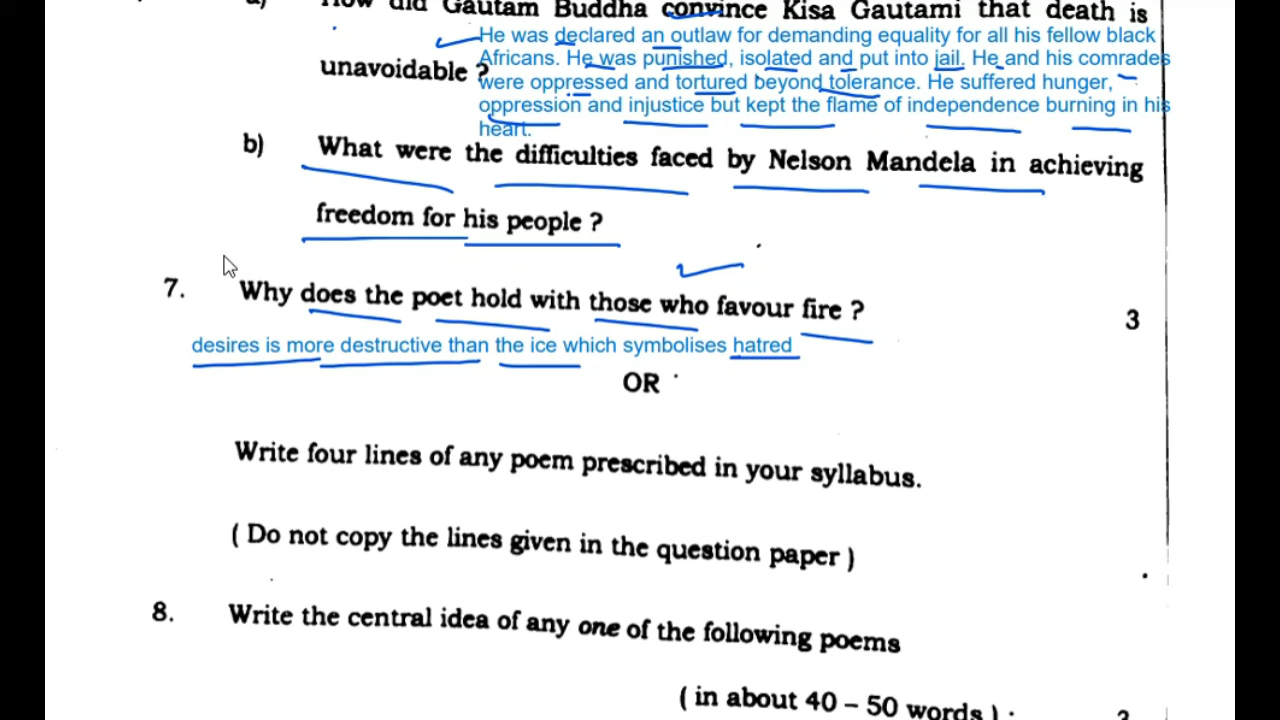 a) How did Gautam Buddha convince Kisa Gautami that death is
He was declared an outlaw for demanding equality for all his fellow black
Africans. He was punished, isolated and put into jail. He and his comrades
unavoidable ?
were oppressed and tortured beyond tolerance. He suffered hunger,
oppression and injustice but kept the flame of independence burning in his
heart.
b) What were the difficulties faced by Nelson Mandela in achieving
freedom for his people ?
7. Why does the poet hold with those who favour fire ? 3
desires is more destructive than the ice which symbolises hatred
OR
Write four lines of any poem prescribed in your syllabus.
( Do not copy the lines given in the question paper )
8. Write the central idea of any one of the following poems
( in about 40 – 50 words ) :